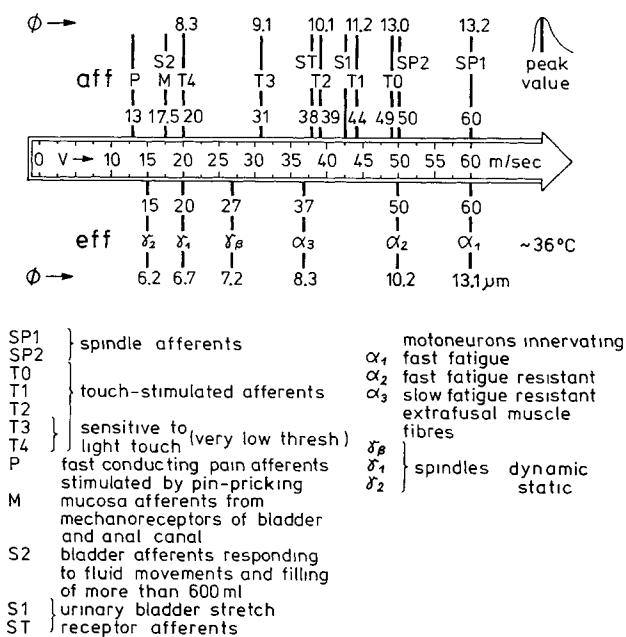 ø → 8.3 9.1 10.1 11.2 13.0 13.2
S2 ST S1 SP2 SP1 peak
aff P M T4 T3 T2 T1 T0 value
13 17.5 20 31 38 39 44 49 50 60
0 V → 10 15 20 25 30 35 40 45 50 55 60 m/sec
15 20 27 37 50 60
eff ɣ₂ ɣ₁ ɣβ α₃ α₂ α₁ ~36°C
ø → 6.2 6.7 7.2 8.3 10.2 13.1 µm
SP1
SP2 } spindle afferents
T0
T1 touch-stimulated afferents
T2
T3 } sensitive to
T4 light touch (very low thresh)
P fast conducting pain afferents
stimulated by pin-pricking
M mucosa afferents from
mechanoreceptors of bladder
and anal canal
S2 bladder afferents responding
to fluid movements and filling
of more than 600 ml
S1 } urinary bladder stretch
ST receptor afferents
motoneurons innervating
α₁ fast fatigue
α₂ fast fatigue resistant
α₃ slow fatigue resistant
extrafusal muscle
fibres
ɣβ
ɣ₁ } spindles dynamic
ɣ₂ static